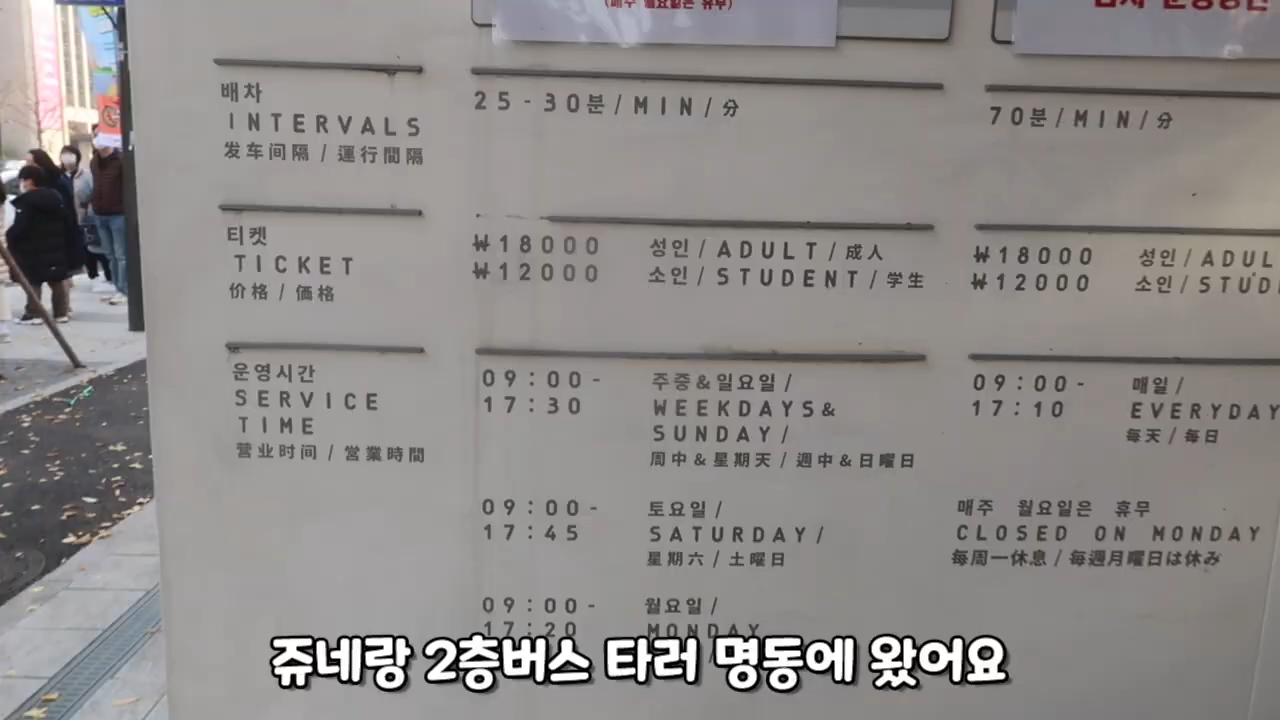 (매주 월요일은 휴무)
배차
INTERVALS
发车间隔 / 運行間隔
25-30분/MIN/分
70분/MIN/分
티켓
TICKET
价格 / 価格
₩18000 성인/ADULT/成人
₩12000 소인/STUDENT/学生
₩18000 성인/ADUL
₩12000 소인/STUD
운영시간
SERVICE
TIME
营业时间 / 営業時間
09:00-
17:30
주중&일요일/
WEEKDAYS&
SUNDAY/
周中&星期天/週中&日曜日
09:00-
17:45
토요일/
SATURDAY/
星期六/土曜日
09:00-
17:20
월요일/
MONDAY
09:00-
17:10
매일/
EVERYDAY
每天/毎日
매주 월요일은 휴무
CLOSED ON MONDAY
每周一休息/毎週月曜日は休み
쥬네랑 2층버스 타러 명동에 왔어요